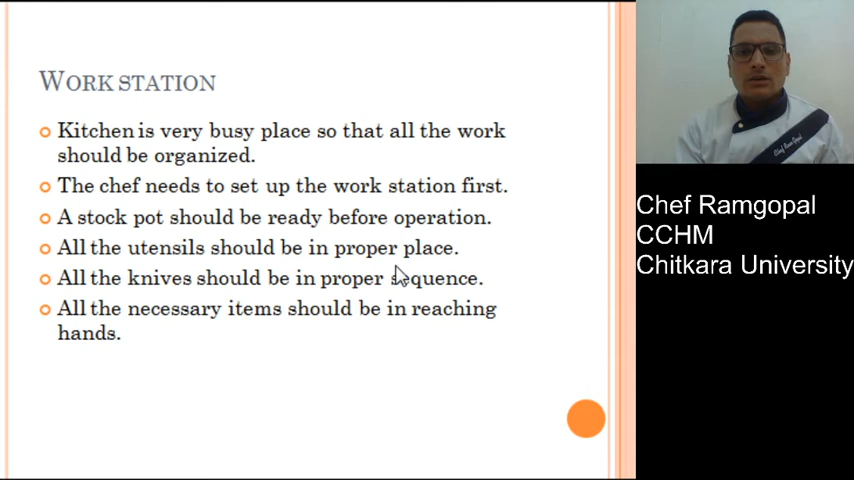 WORK STATION
Kitchen is very busy place so that all the work
should be organized.
The chef needs to set up the work station first.
A stock pot should be ready before operation.
All the utensils should be in proper place.
All the knives should be in proper sequence.
All the necessary items should be in reaching
hands.
Chef Ram Gopal
Chef Ramgopal
CCHM
Chitkara University